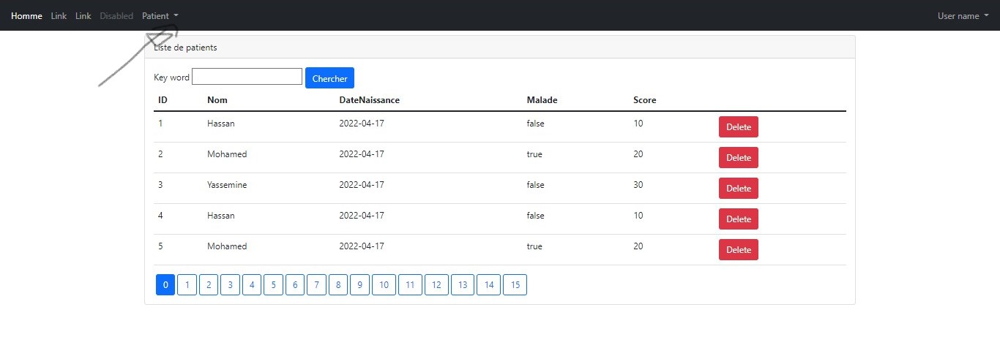 Homme Link Link Disabled Patient User name
Liste de patients
Key word Chercher
ID Nom DateNaissance Malade Score
1 Hassan 2022-04-17 false 10 Delete
2 Mohamed 2022-04-17 true 20 Delete
3 Yassemine 2022-04-17 false 30 Delete
4 Hassan 2022-04-17 false 10 Delete
5 Mohamed 2022-04-17 true 20 Delete
0 1 2 3 4 5 6 7 8 9 10 11 12 13 14 15